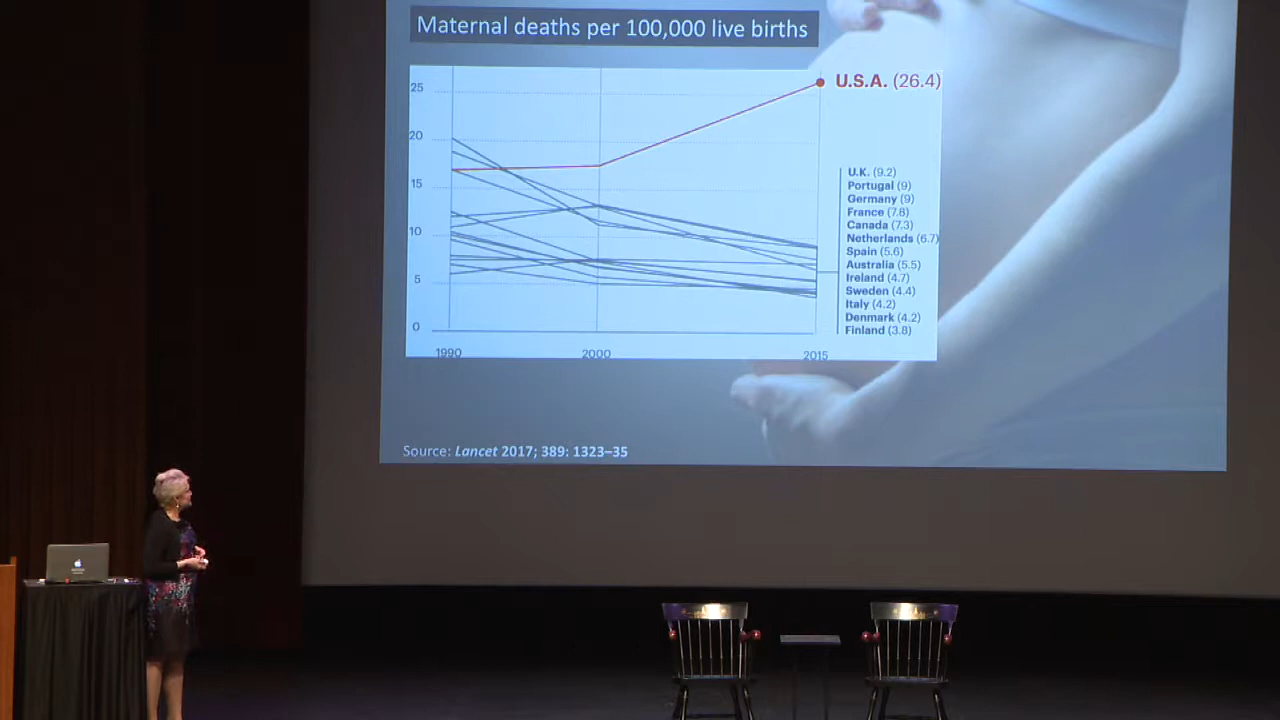 Maternal deaths per 100,000 live births
25
20
15
10
5
0
1990
2000
2015
U.S.A. (26.4)
U.K. (9.2)
Portugal (9)
Germany (9)
France (7.8)
Canada (7.3)
Netherlands (6.7)
Spain (5.6)
Australia (5.5)
Ireland (4.7)
Sweden (4.4)
Italy (4.2)
Denmark (4.2)
Finland (3.8)
Source: Lancet 2017; 389: 1323–35